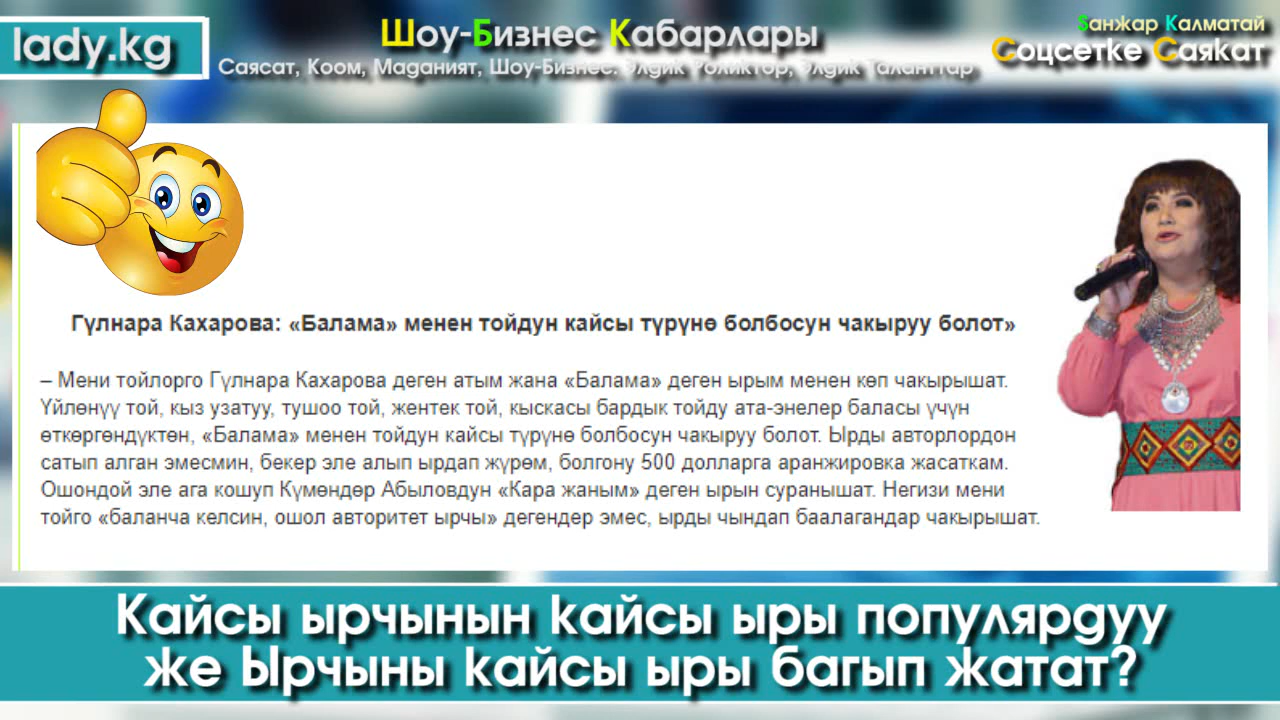 lady.kg
Шоу-Бизнес Кабарлары
Саясат, Коом, Маданият, Шоу-Бизнес. Элдик Роликтор, Элдик Таланттар
Банжар Калматай
Соцсетке Саякат
Гүлнара Кахарова: «Балама» менен тойдун кайсы түрүнө болбосун чакыруу болот»
– Мени тойлорго Гүлнара Кахарова деген атым жана «Балама» деген ырым менен көп чакырышат.
Үйлөнүү той, кыз узатуу, тушоо той, жентек той, кыскасы бардык тойду ата-энелер баласы үчүн
өткөргөндүктөн, «Балама» менен тойдун кайсы түрүнө болбосун чакыруу болот. Ырды авторлордон
сатып алган эмесмин, бекер эле алып ырдап жүрөм, болгону 500 долларга аранжировка жасаткам.
Ошондой эле ага кошуп Күмөндөр Абыловдун «Кара жаным» деген ырын суранышат. Негизи мени
тойго «баланча келсин, ошол авторитет ырчы» дегендер эмес, ырды чындап баалагандар чакырышат.
Кайсы ырчынын кайсы ыры популярдуу
же Ырчыны кайсы ыры багып жатат?